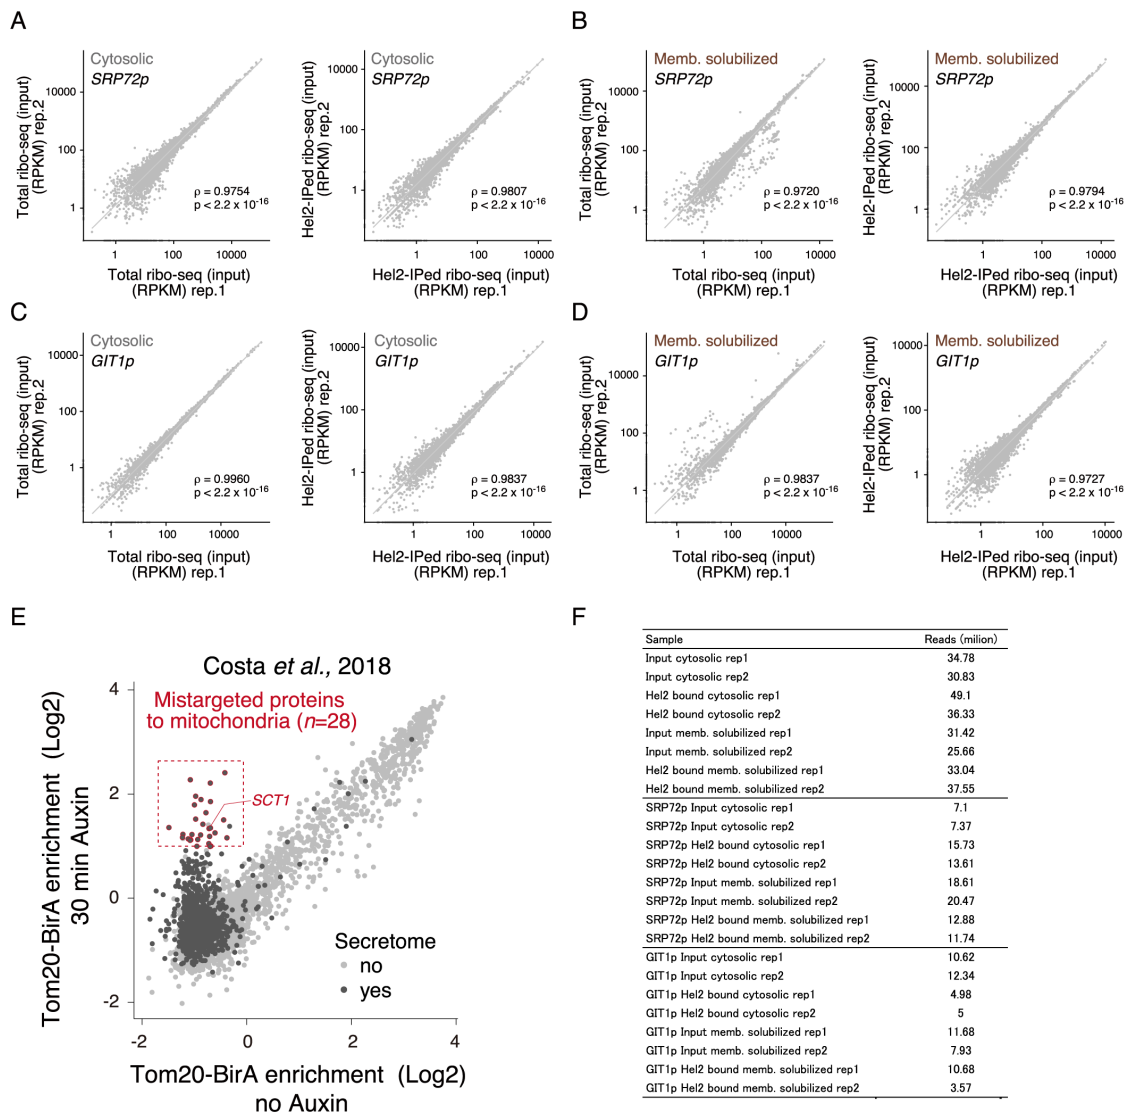 A
Cytosolic
SRP72p
Total ribo-seq (input)
(RPKM) rep.2
10000
100
1
ρ = 0.9754
p < 2.2 x 10-16
1
100
10000
Total ribo-seq (input)
(RPKM) rep.1
Cytosolic
SRP72p
Hel2-IPed ribo-seq (input)
(RPKM) rep.2
10000
100
1
ρ = 0.9807
p < 2.2 x 10-16
1
100
10000
Hel2-IPed ribo-seq (input)
(RPKM) rep.1
B
Memb. solubilized
SRP72p
Total ribo-seq (input)
(RPKM) rep.2
10000
100
1
ρ = 0.9720
p < 2.2 x 10-16
1
100
10000
Total ribo-seq (input)
(RPKM) rep.1
Memb. solubilized
SRP72p
Hel2-IPed ribo-seq (input)
(RPKM) rep.2
10000
100
1
ρ = 0.9794
p < 2.2 x 10-16
1
100
10000
Hel2-IPed ribo-seq (input)
(RPKM) rep.1
C
Cytosolic
GIT1p
Total ribo-seq (input)
(RPKM) rep.2
10000
100
1
ρ = 0.9960
p < 2.2 x 10-16
1
100
10000
Total ribo-seq (input)
(RPKM) rep.1
Cytosolic
GIT1p
Hel2-IPed ribo-seq (input)
(RPKM) rep.2
10000
100
1
ρ = 0.9837
p < 2.2 x 10-16
1
100
10000
Hel2-IPed ribo-seq (input)
(RPKM) rep.1
D
Memb. solubilized
GIT1p
Total ribo-seq (input)
(RPKM) rep.2
10000
100
1
ρ = 0.9837
p < 2.2 x 10-16
1
100
10000
Total ribo-seq (input)
(RPKM) rep.1
Memb. solubilized
GIT1p
Hel2-IPed ribo-seq (input)
(RPKM) rep.2
10000
100
1
ρ = 0.9727
p < 2.2 x 10-16
1
100
10000
Hel2-IPed ribo-seq (input)
(RPKM) rep.1
E
Costa et al., 2018
Mistargeted proteins
to mitochondria (n=28)
SCT1
Tom20-BirA enrichment (Log2)
30 min Auxin
4
2
0
-2
Secretome
no
yes
-2
0
2
4
Tom20-BirA enrichment (Log2)
no Auxin
F
Sample Reads (milion)
Input cytosolic rep1 34.78
Input cytosolic rep2 30.83
Hel2 bound cytosolic rep1 49.1
Hel2 bound cytosolic rep2 36.33
Input memb. solubilized rep1 31.42
Input memb. solubilized rep2 25.66
Hel2 bound memb. solubilized rep1 33.04
Hel2 bound memb. solubilized rep2 37.55
SRP72p Input cytosolic rep1 7.1
SRP72p Input cytosolic rep2 7.37
SRP72p Hel2 bound cytosolic rep1 15.73
SRP72p Hel2 bound cytosolic rep2 13.61
SRP72p Input memb. solubilized rep1 18.61
SRP72p Input memb. solubilized rep2 20.47
SRP72p Hel2 bound memb. solubilized rep1 12.88
SRP72p Hel2 bound memb. solubilized rep2 11.74
GIT1p Input cytosolic rep1 10.62
GIT1p Input cytosolic rep2 12.34
GIT1p Hel2 bound cytosolic rep1 4.98
GIT1p Hel2 bound cytosolic rep2 5
GIT1p Input memb. solubilized rep1 11.68
GIT1p Input memb. solubilized rep2 7.93
GIT1p Hel2 bound memb. solubilized rep1 10.68
GIT1p Hel2 bound memb. solubilized rep2 3.57